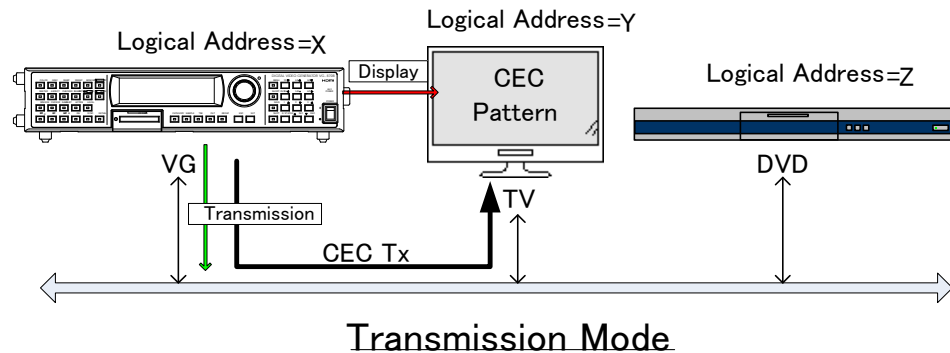 Logical Address=X
Logical Address=Y
Logical Address=Z
Display
CEC
Pattern
VG
TV
DVD
Transmission
CEC Tx
Transmission Mode